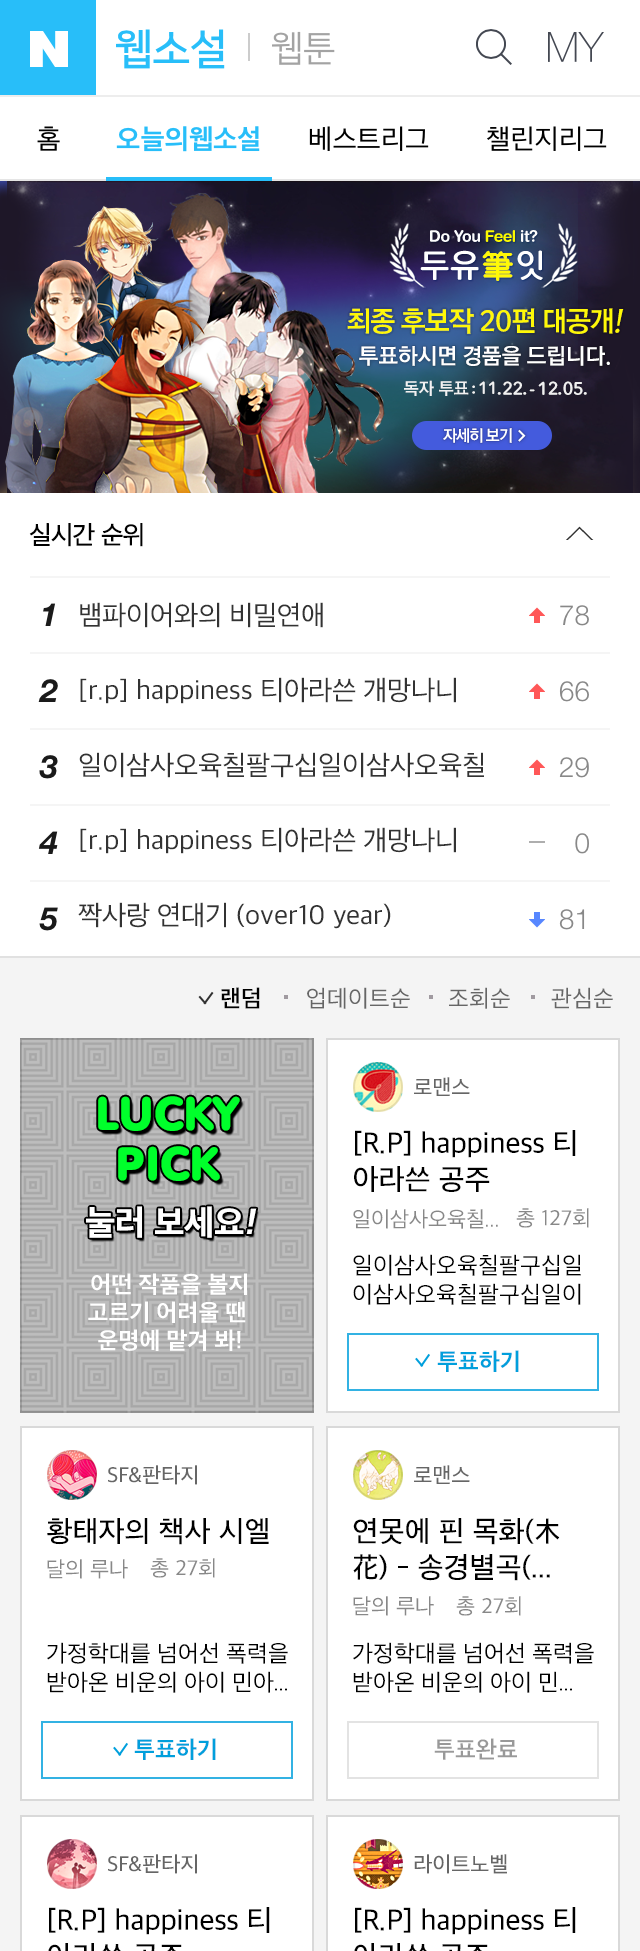 N 웹소설 웹툰 MY
홈 오늘의웹소설 베스트리그 챌린지리그
Do You Feel it?
두유筆잇
최종 후보작 20편 대공개!
투표하시면 경품을 드립니다.
독자 투표 : 11.22. - 12.05.
자세히 보기 >
실시간 순위
1 뱀파이어와의 비밀연애 78
2 [r.p] happiness 티아라쓴 개망나니 66
3 일이삼사오육칠팔구십일이삼사오육칠 29
4 [r.p] happiness 티아라쓴 개망나니 0
5 짝사랑 연대기 (over10 year) 81
랜덤 · 업데이트순 · 조회순 · 관심순
LUCKY
PICK
눌러 보세요!
어떤 작품을 볼지
고르기 어려울 땐
운명에 맡겨 봐!
로맨스
[R.P] happiness 티
아라쓴 공주
일이삼사오육칠... 총 127회
일이삼사오육칠팔구십일
이삼사오육칠팔구십일이
투표하기
SF&판타지
황태자의 책사 시엘
달의 루나 총 27회
가정학대를 넘어선 폭력을
받아온 비운의 아이 민아...
투표하기
로맨스
연못에 핀 목화(木
花) - 송경별곡(...
달의 루나 총 27회
가정학대를 넘어선 폭력을
받아온 비운의 아이 민...
투표완료
SF&판타지
[R.P] happiness 티
아라쓴 공주
라이트노벨
[R.P] happiness 티
아라쓴 공주